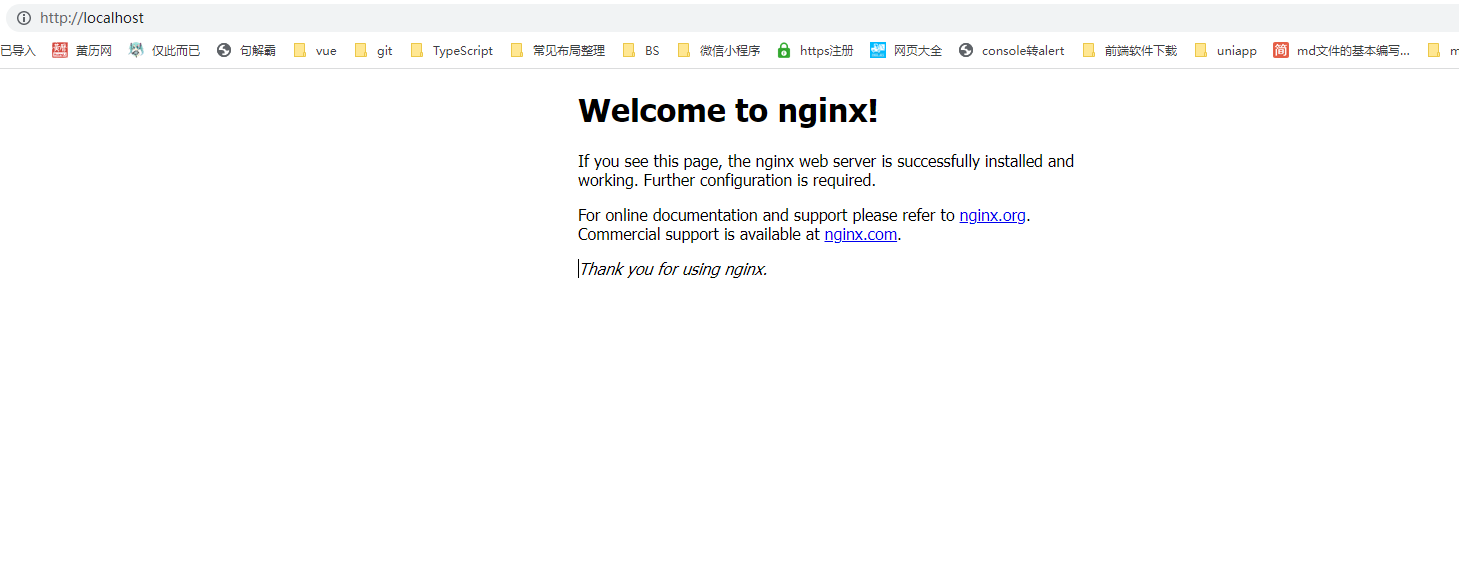 http://localhost
已导入 黄历网 仅此而已 句解霸 vue git TypeScript 常见布局整理 BS 微信小程序 https注册 网页大全 console转alert 前端软件下载 uniapp 简 md文件的基本编写... m
Welcome to nginx!
If you see this page, the nginx web server is successfully installed and
working. Further configuration is required.
For online documentation and support please refer to nginx.org.
Commercial support is available at nginx.com.
Thank you for using nginx.